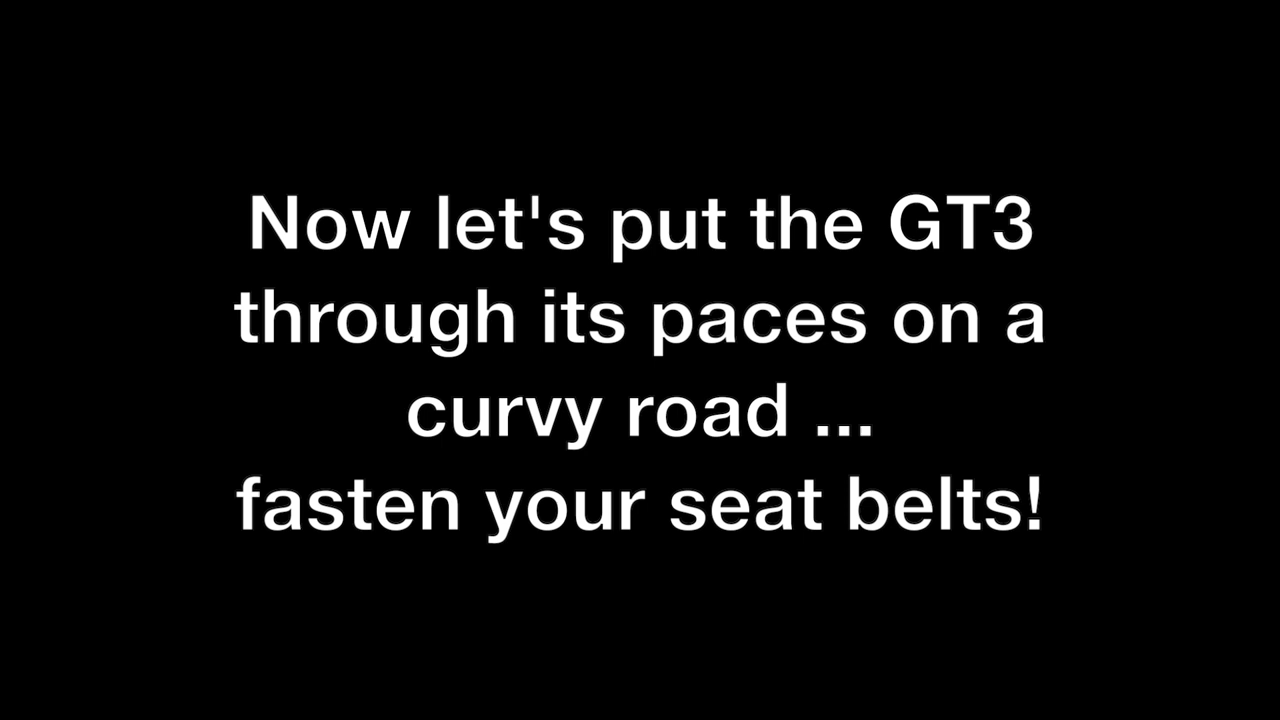 Now let's put the GT3
through its paces on a
curvy road ...
fasten your seat belts!